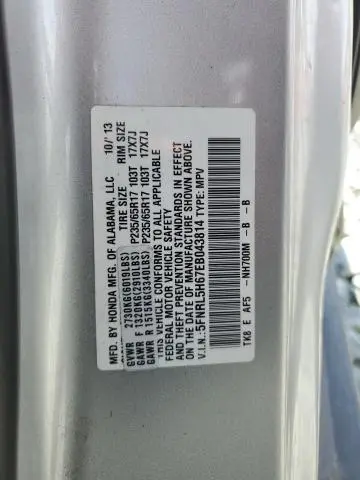 MFD. BY HONDA MFG. OF ALABAMA, LLC 10/'13
TIRE SIZE RIM SIZE
GVWR 2730KG(6019LBS)
GAWR F 1320KG(2910LBS) P235/65R17 103T 17X7J
GAWR R 1515KG(3340LBS) P235/65R17 103T 17X7J
THIS VEHICLE CONFORMS TO ALL APPLICABLE
FEDERAL MOTOR VEHICLE SAFETY
AND THEFT PREVENTION STANDARDS IN EFFECT
ON THE DATE OF MANUFACTURE SHOWN ABOVE.
V.I.N.:5FNRL5H67EB043814 TYPE: MPV
TK8 E AF5 -NH700M -B -B